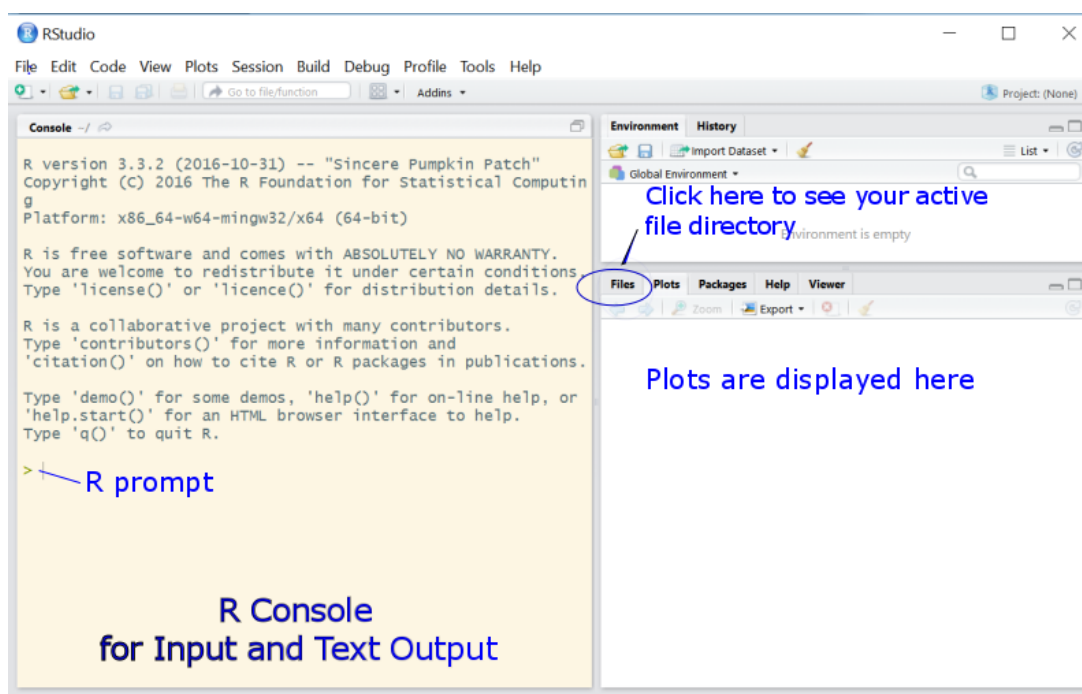 RStudio
File Edit Code View Plots Session Build Debug Profile Tools Help
Go to file/function Addins Project: (None)
Console ~/
R version 3.3.2 (2016-10-31) -- "Sincere Pumpkin Patch"
Copyright (C) 2016 The R Foundation for Statistical Computin
g
Platform: x86_64-w64-mingw32/x64 (64-bit)
R is free software and comes with ABSOLUTELY NO WARRANTY.
You are welcome to redistribute it under certain conditions.
Type 'license()' or 'licence()' for distribution details.
R is a collaborative project with many contributors.
Type 'contributors()' for more information and
'citation()' on how to cite R or R packages in publications.
Type 'demo()' for some demos, 'help()' for on-line help, or
'help.start()' for an HTML browser interface to help.
Type 'q()' to quit R.
>
R prompt
R Console
for Input and Text Output
Environment History
Import Dataset List
Global Environment
Click here to see your active
file directory
Environment is empty
Files Plots Packages Help Viewer
Zoom Export
Plots are displayed here